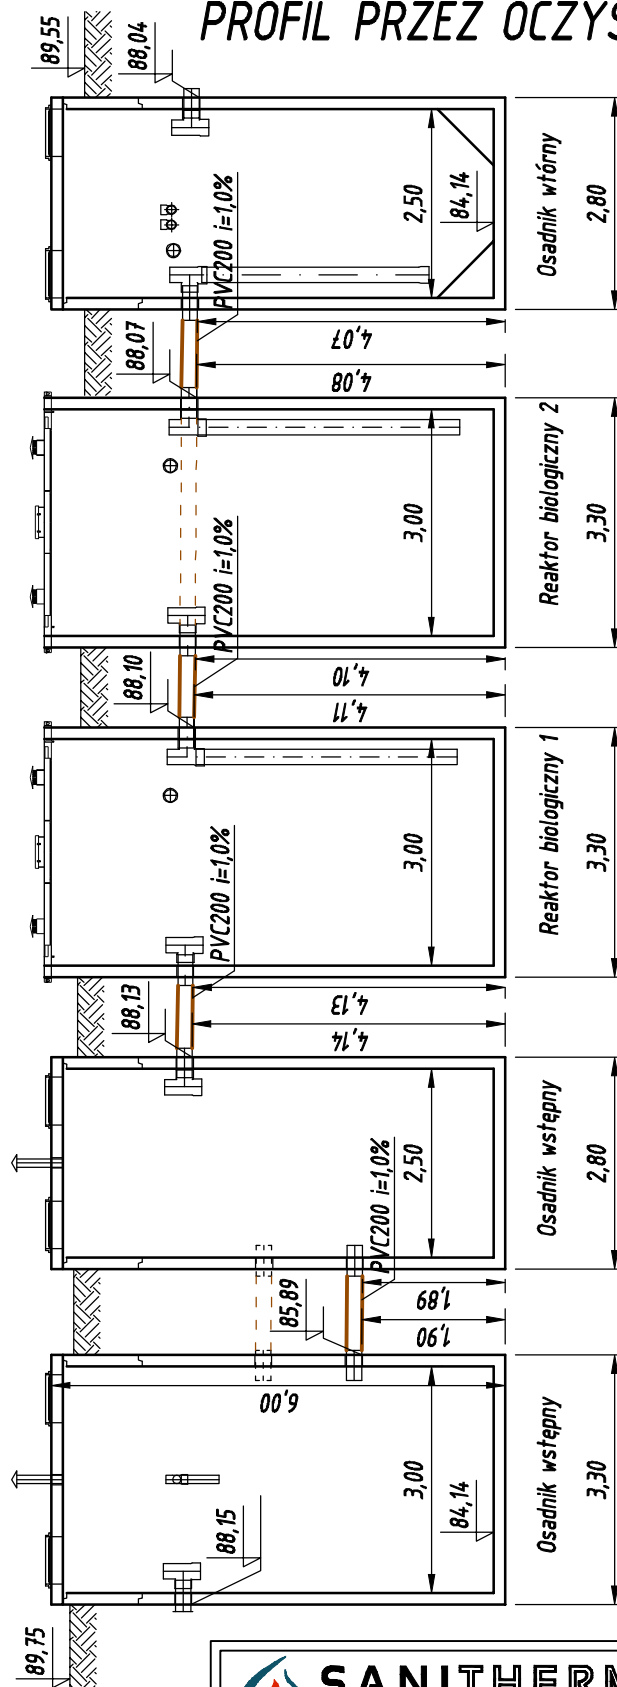 PROFIL PRZEZ OCZYS
89,55
88,04
PVC200 i=1,0%
2,50
84,14
Osadnik wtórny
2,80
4,07
4,08
88,07
3,00
Reaktor biologiczny 2
3,30
PVC200 i=1,0%
88,10
4,10
4,11
3,00
Reaktor biologiczny 1
3,30
PVC200 i=1,0%
88,13
4,13
4,14
2,50
Osadnik wstępny
2,80
PVC200 i=1,0%
85,89
1,89
1,90
6,00
3,00
84,14
Osadnik wstępny
3,30
88,15
89,75
SANITHERM